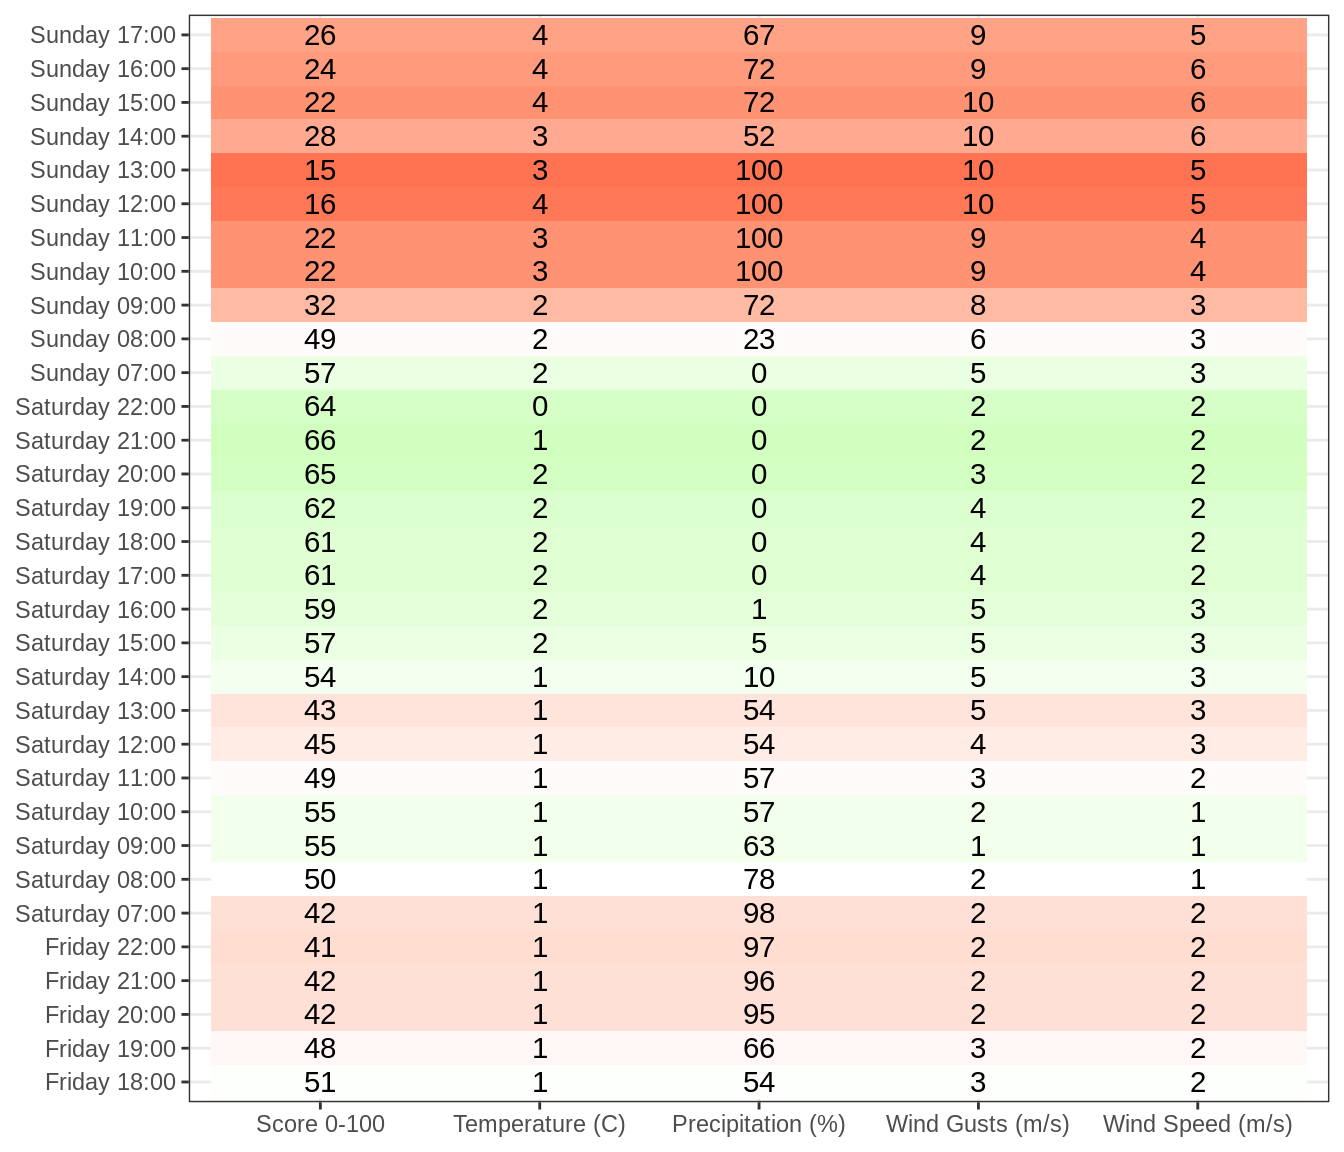 Sunday 17:00 26 4 67 9 5
Sunday 16:00 24 4 72 9 6
Sunday 15:00 22 4 72 10 6
Sunday 14:00 28 3 52 10 6
Sunday 13:00 15 3 100 10 5
Sunday 12:00 16 4 100 10 5
Sunday 11:00 22 3 100 9 4
Sunday 10:00 22 3 100 9 4
Sunday 09:00 32 2 72 8 3
Sunday 08:00 49 2 23 6 3
Sunday 07:00 57 2 0 5 3
Saturday 22:00 64 0 0 2 2
Saturday 21:00 66 1 0 2 2
Saturday 20:00 65 2 0 3 2
Saturday 19:00 62 2 0 4 2
Saturday 18:00 61 2 0 4 2
Saturday 17:00 61 2 0 4 2
Saturday 16:00 59 2 1 5 3
Saturday 15:00 57 2 5 5 3
Saturday 14:00 54 1 10 5 3
Saturday 13:00 43 1 54 5 3
Saturday 12:00 45 1 54 4 3
Saturday 11:00 49 1 57 3 2
Saturday 10:00 55 1 57 2 1
Saturday 09:00 55 1 63 1 1
Saturday 08:00 50 1 78 2 1
Saturday 07:00 42 1 98 2 2
Friday 22:00 41 1 97 2 2
Friday 21:00 42 1 96 2 2
Friday 20:00 42 1 95 2 2
Friday 19:00 48 1 66 3 2
Friday 18:00 51 1 54 3 2
Score 0-100 Temperature (C) Precipitation (%) Wind Gusts (m/s) Wind Speed (m/s)